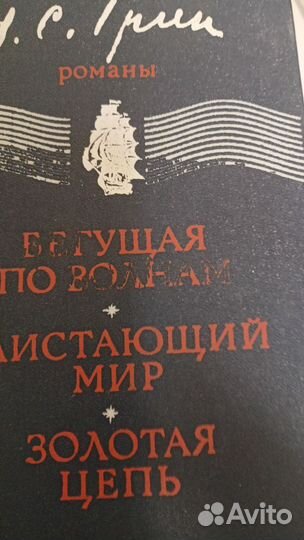 А. С. Грин
романы
БЕГУЩАЯ
ПО ВОЛНАМ
ЛИСТАЮЩИЙ
МИР
ЗОЛОТАЯ
ЦЕПЬ
Avito